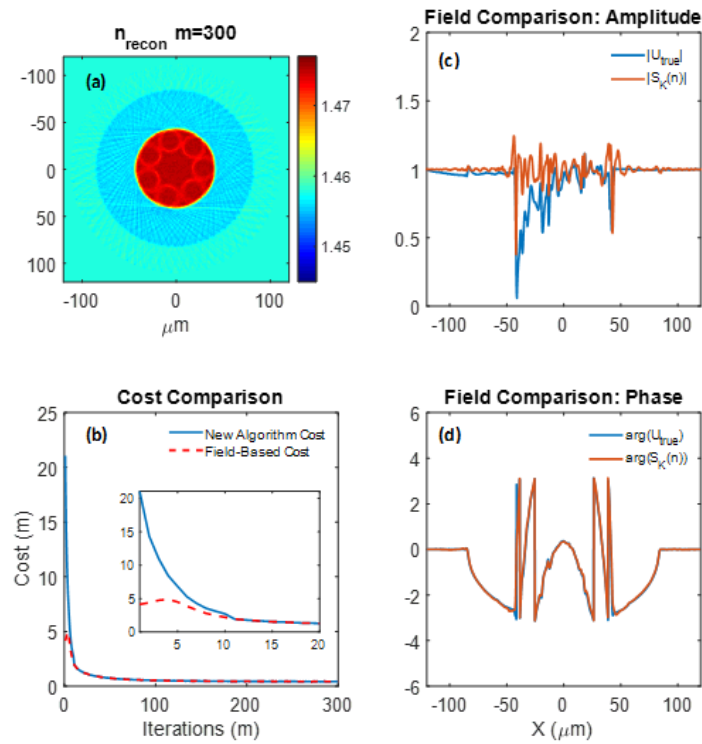 n_recon m=300
(a)
-100
-50
0
50
100
-100 0 100
μm
1.47
1.46
1.45
Field Comparison: Amplitude
(c)
|U_true|
|S_K(n)|
2
1.5
1
0.5
0
-100 -50 0 50 100
Cost Comparison
(b)
New Algorithm Cost
Field-Based Cost
Cost (m)
25
20
15
10
5
0
20
15
10
5
0
5 10 15 20
0 100 200 300
Iterations (m)
Field Comparison: Phase
(d)
arg(U_true)
arg(S_K(n))
6
4
2
0
-2
-4
-6
-100 -50 0 50 100
X (μm)